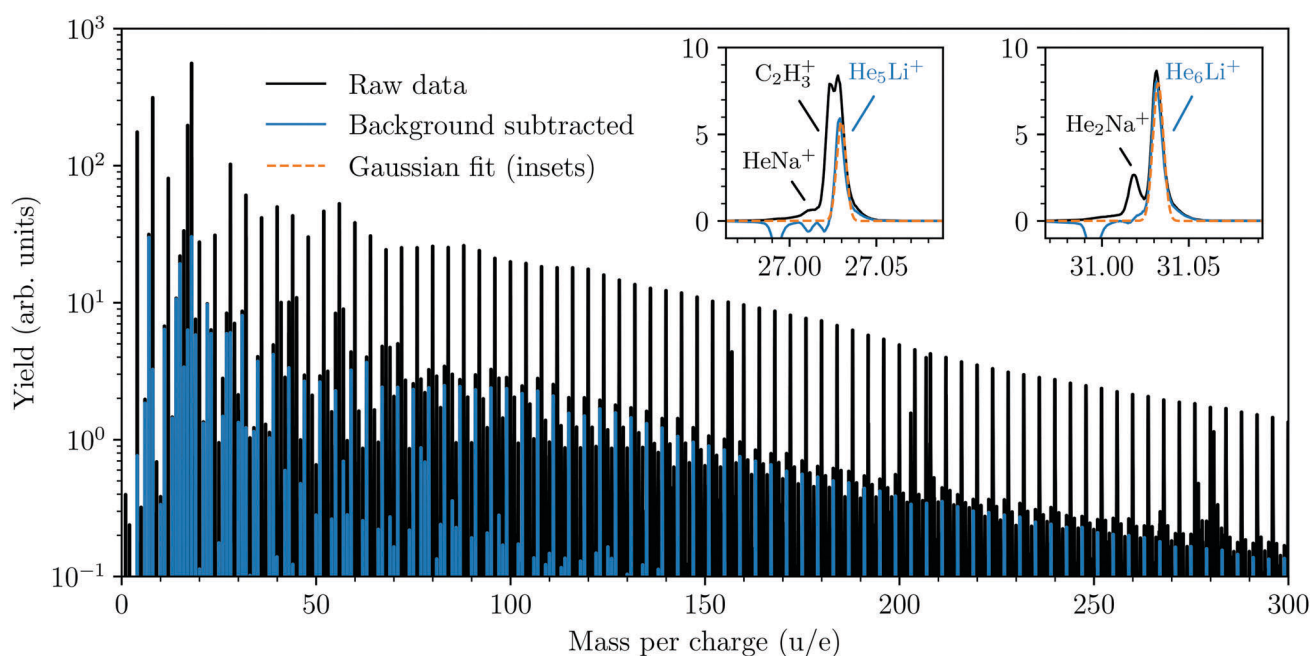 Yield (arb. units)
10³
10²
10¹
10⁰
10⁻¹
Raw data
Background subtracted
Gaussian fit (insets)
10
5
0
C₂H₃⁺
He₅Li⁺
HeNa⁺
27.00
27.05
10
5
0
He₆Li⁺
He₂Na⁺
31.00
31.05
0
50
100
150
200
250
300
Mass per charge (u/e)